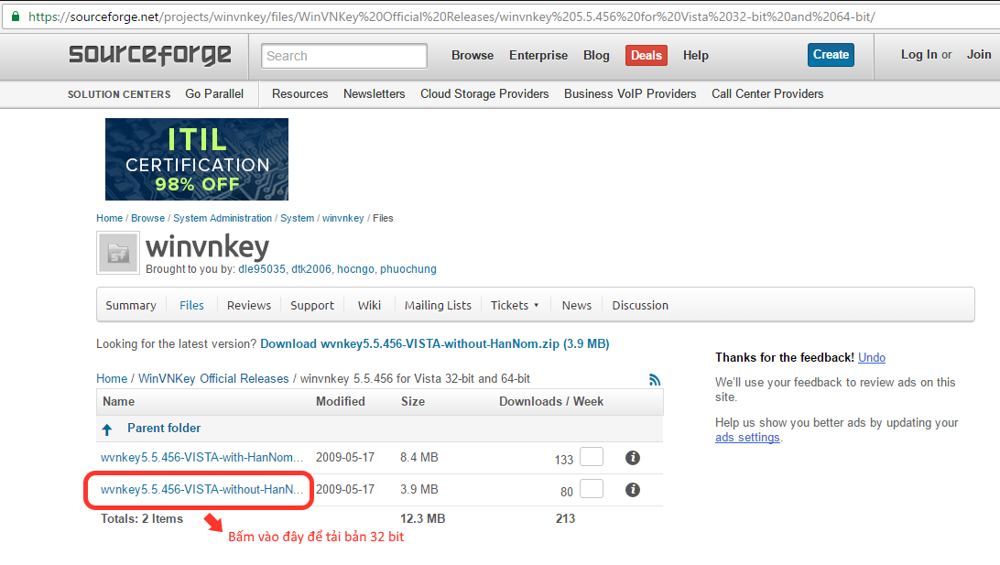 https://sourceforge.net/projects/winvnkey/files/WinVNKey%20Official%20Releases/winvnkey%205.5.456%20for%20Vista%2032-bit%20and%2064-bit/
sourceforge Search Browse Enterprise Blog Deals Help Create Log In or Join
SOLUTION CENTERS Go Parallel Resources Newsletters Cloud Storage Providers Business VoIP Providers Call Center Providers
ITIL
CERTIFICATION
98% OFF
Home / Browse / System Administration / System / winvnkey / Files
winvnkey
Brought to you by: dle95035, dtk2006, hocngo, phuochung
Summary Files Reviews Support Wiki Mailing Lists Tickets ▾ News Discussion
Looking for the latest version? Download wvnkey5.5.456-VISTA-without-HanNom.zip (3.9 MB)
Home / WinVNKey Official Releases / winvnkey 5.5.456 for Vista 32-bit and 64-bit
Name Modified Size Downloads / Week
Parent folder
wvnkey5.5.456-VISTA-with-HanNom... 2009-05-17 8.4 MB 133
wvnkey5.5.456-VISTA-without-HanN... 2009-05-17 3.9 MB 80
Totals: 2 Items 12.3 MB 213
Bấm vào đây để tải bản 32 bit
Thanks for the feedback! Undo
We'll use your feedback to review ads on this
site.
Help us show you better ads by updating your
ads settings.